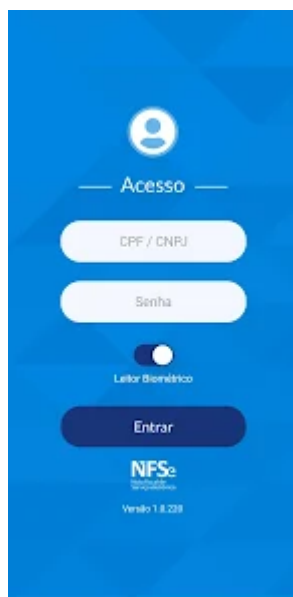 Acesso
CPF / CNPJ
Senha
Leitor Biométrico
Entrar
NFSe
Versão 1.0.220